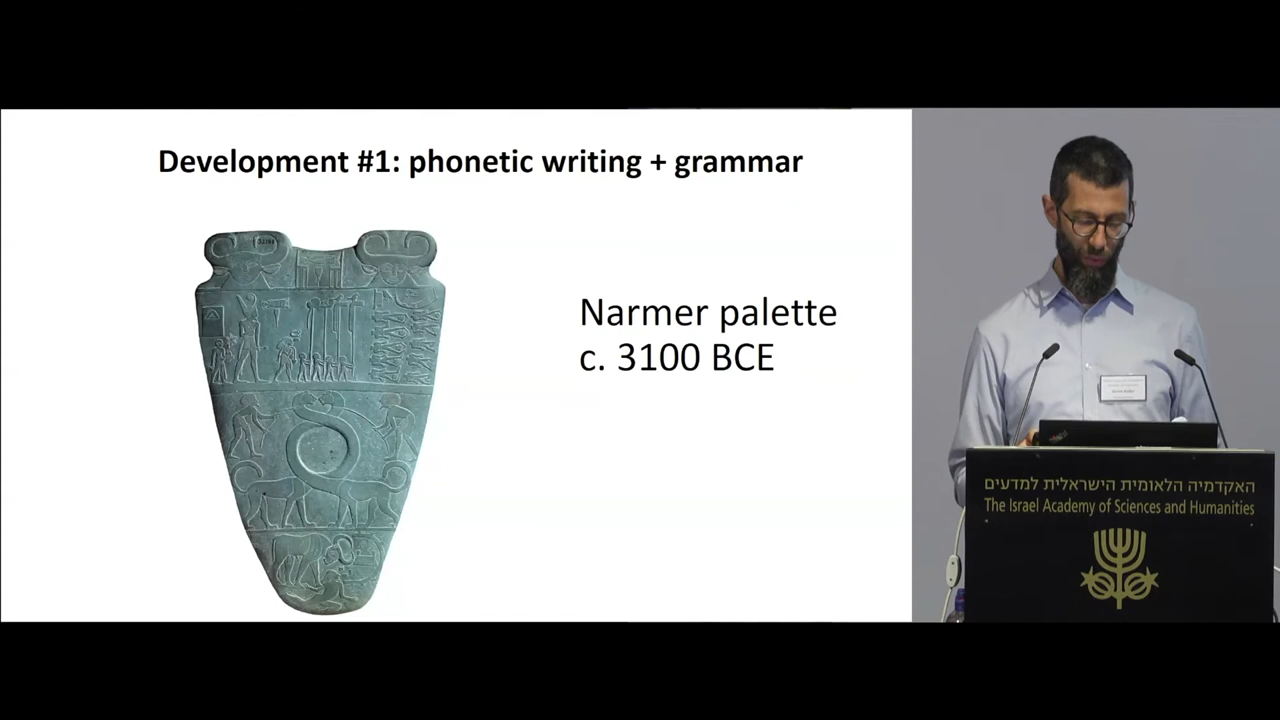 Development #1: phonetic writing + grammar
Narmer palette
c. 3100 BCE
האקדמיה הלאומית הישראלית למדעים
The Israel Academy of Sciences and Humanities